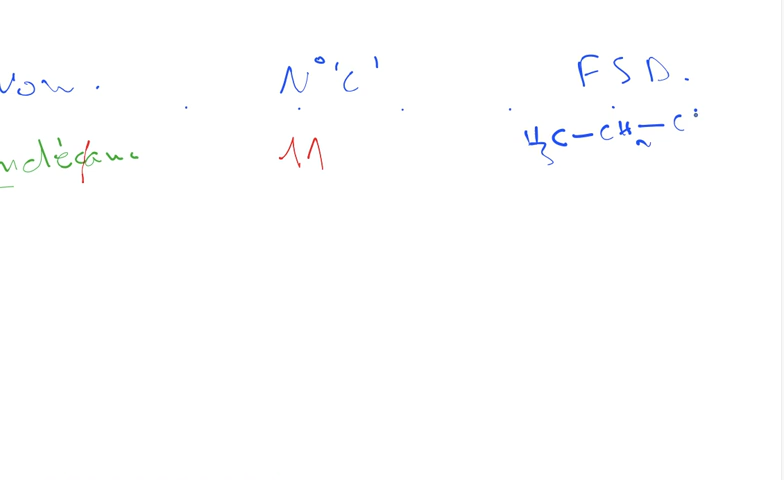 Nom. N°'C' FSD.
ndécane 11 H₃C-CH₂-C